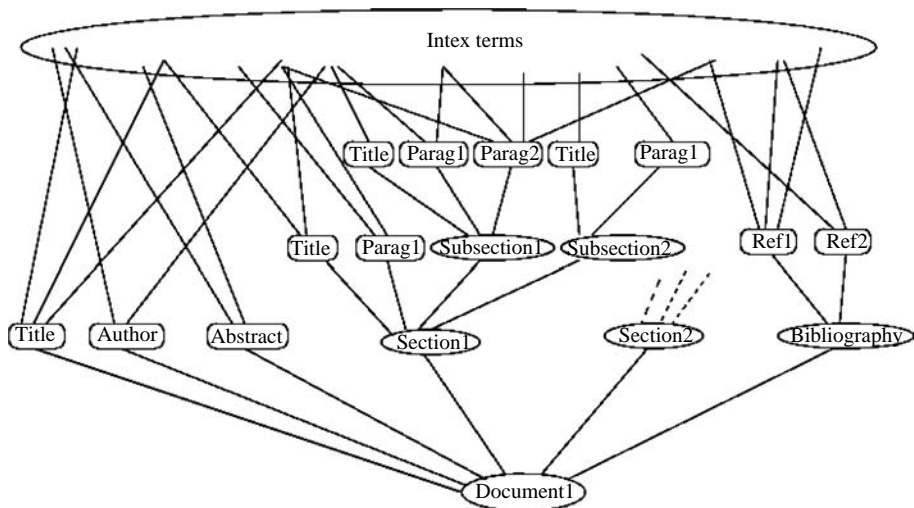 Intex terms
Title Parag1 Parag2 Title Parag1
Title Parag1 Subsection1 Subsection2 Ref1 Ref2
Title Author Abstract Section1 Section2 Bibliography
Document1